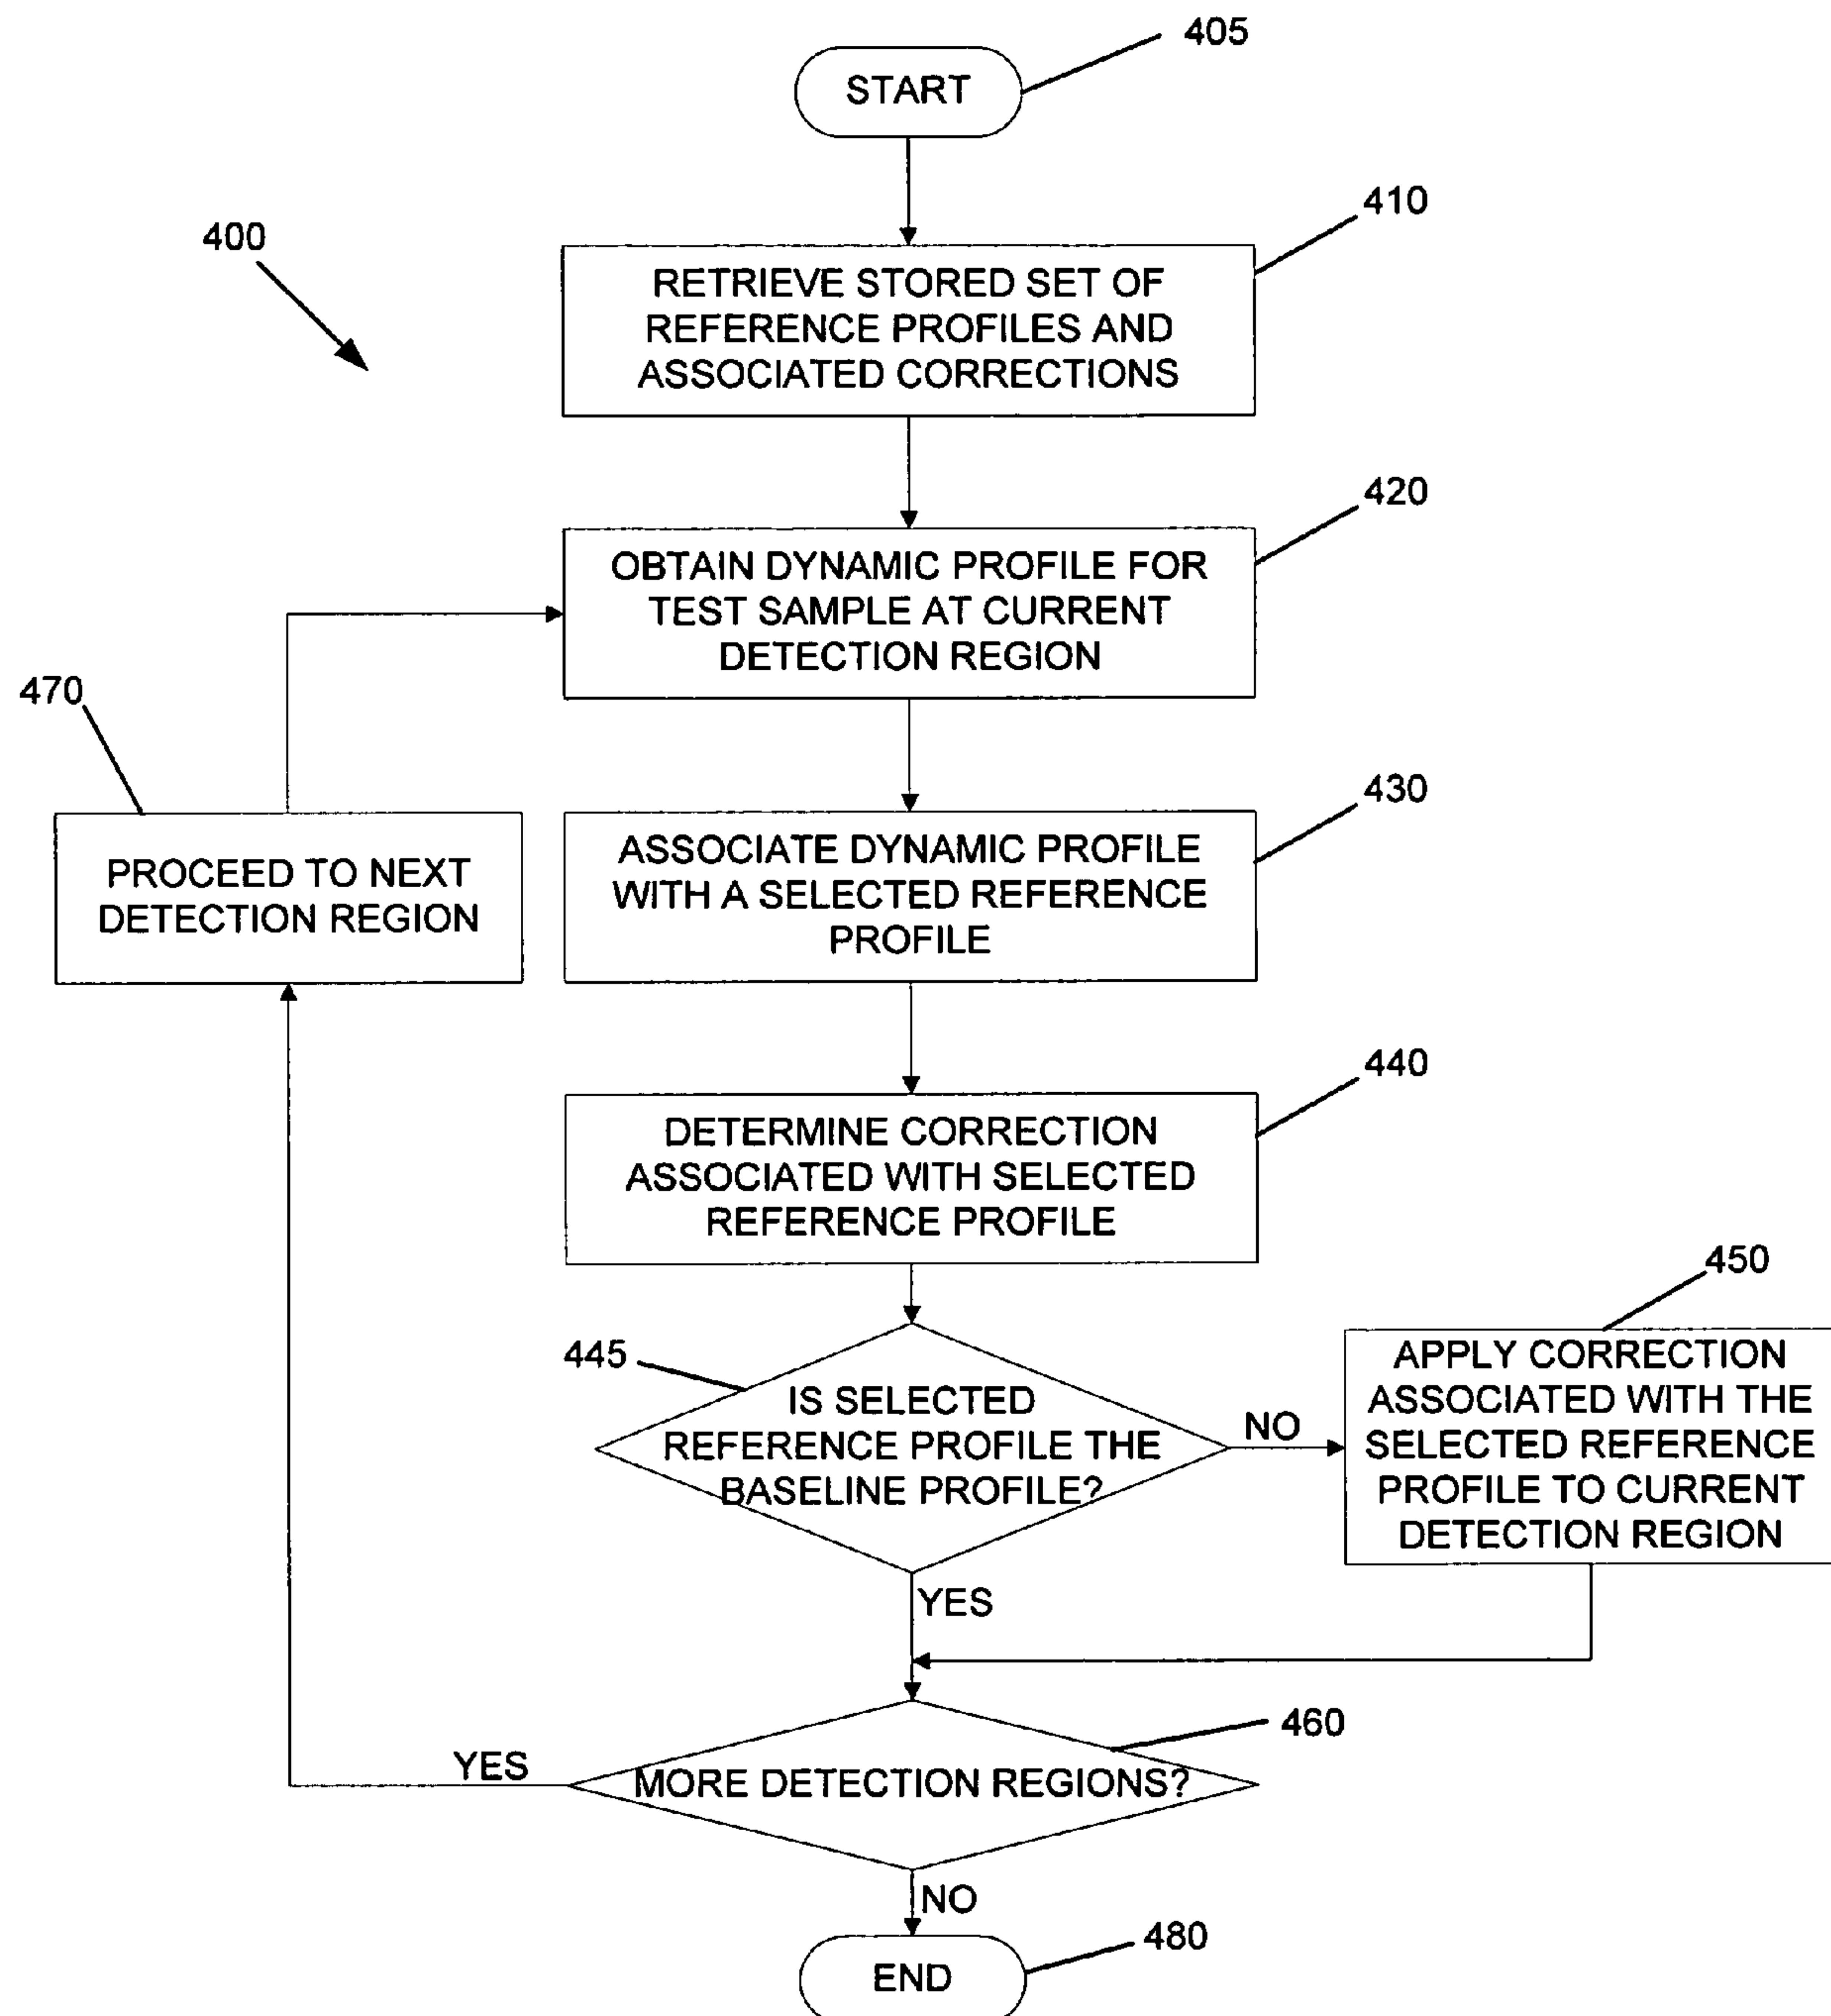 405
START
410
400
RETRIEVE STORED SET OF
REFERENCE PROFILES AND
ASSOCIATED CORRECTIONS
420
OBTAIN DYNAMIC PROFILE FOR
TEST SAMPLE AT CURRENT
DETECTION REGION
470
430
PROCEED TO NEXT
DETECTION REGION
ASSOCIATE DYNAMIC PROFILE
WITH A SELECTED REFERENCE
PROFILE
440
DETERMINE CORRECTION
ASSOCIATED WITH SELECTED
REFERENCE PROFILE
450
445
IS SELECTED
REFERENCE PROFILE THE
BASELINE PROFILE?
NO
APPLY CORRECTION
ASSOCIATED WITH THE
SELECTED REFERENCE
PROFILE TO CURRENT
DETECTION REGION
YES
460
YES
MORE DETECTION REGIONS?
NO
480
END